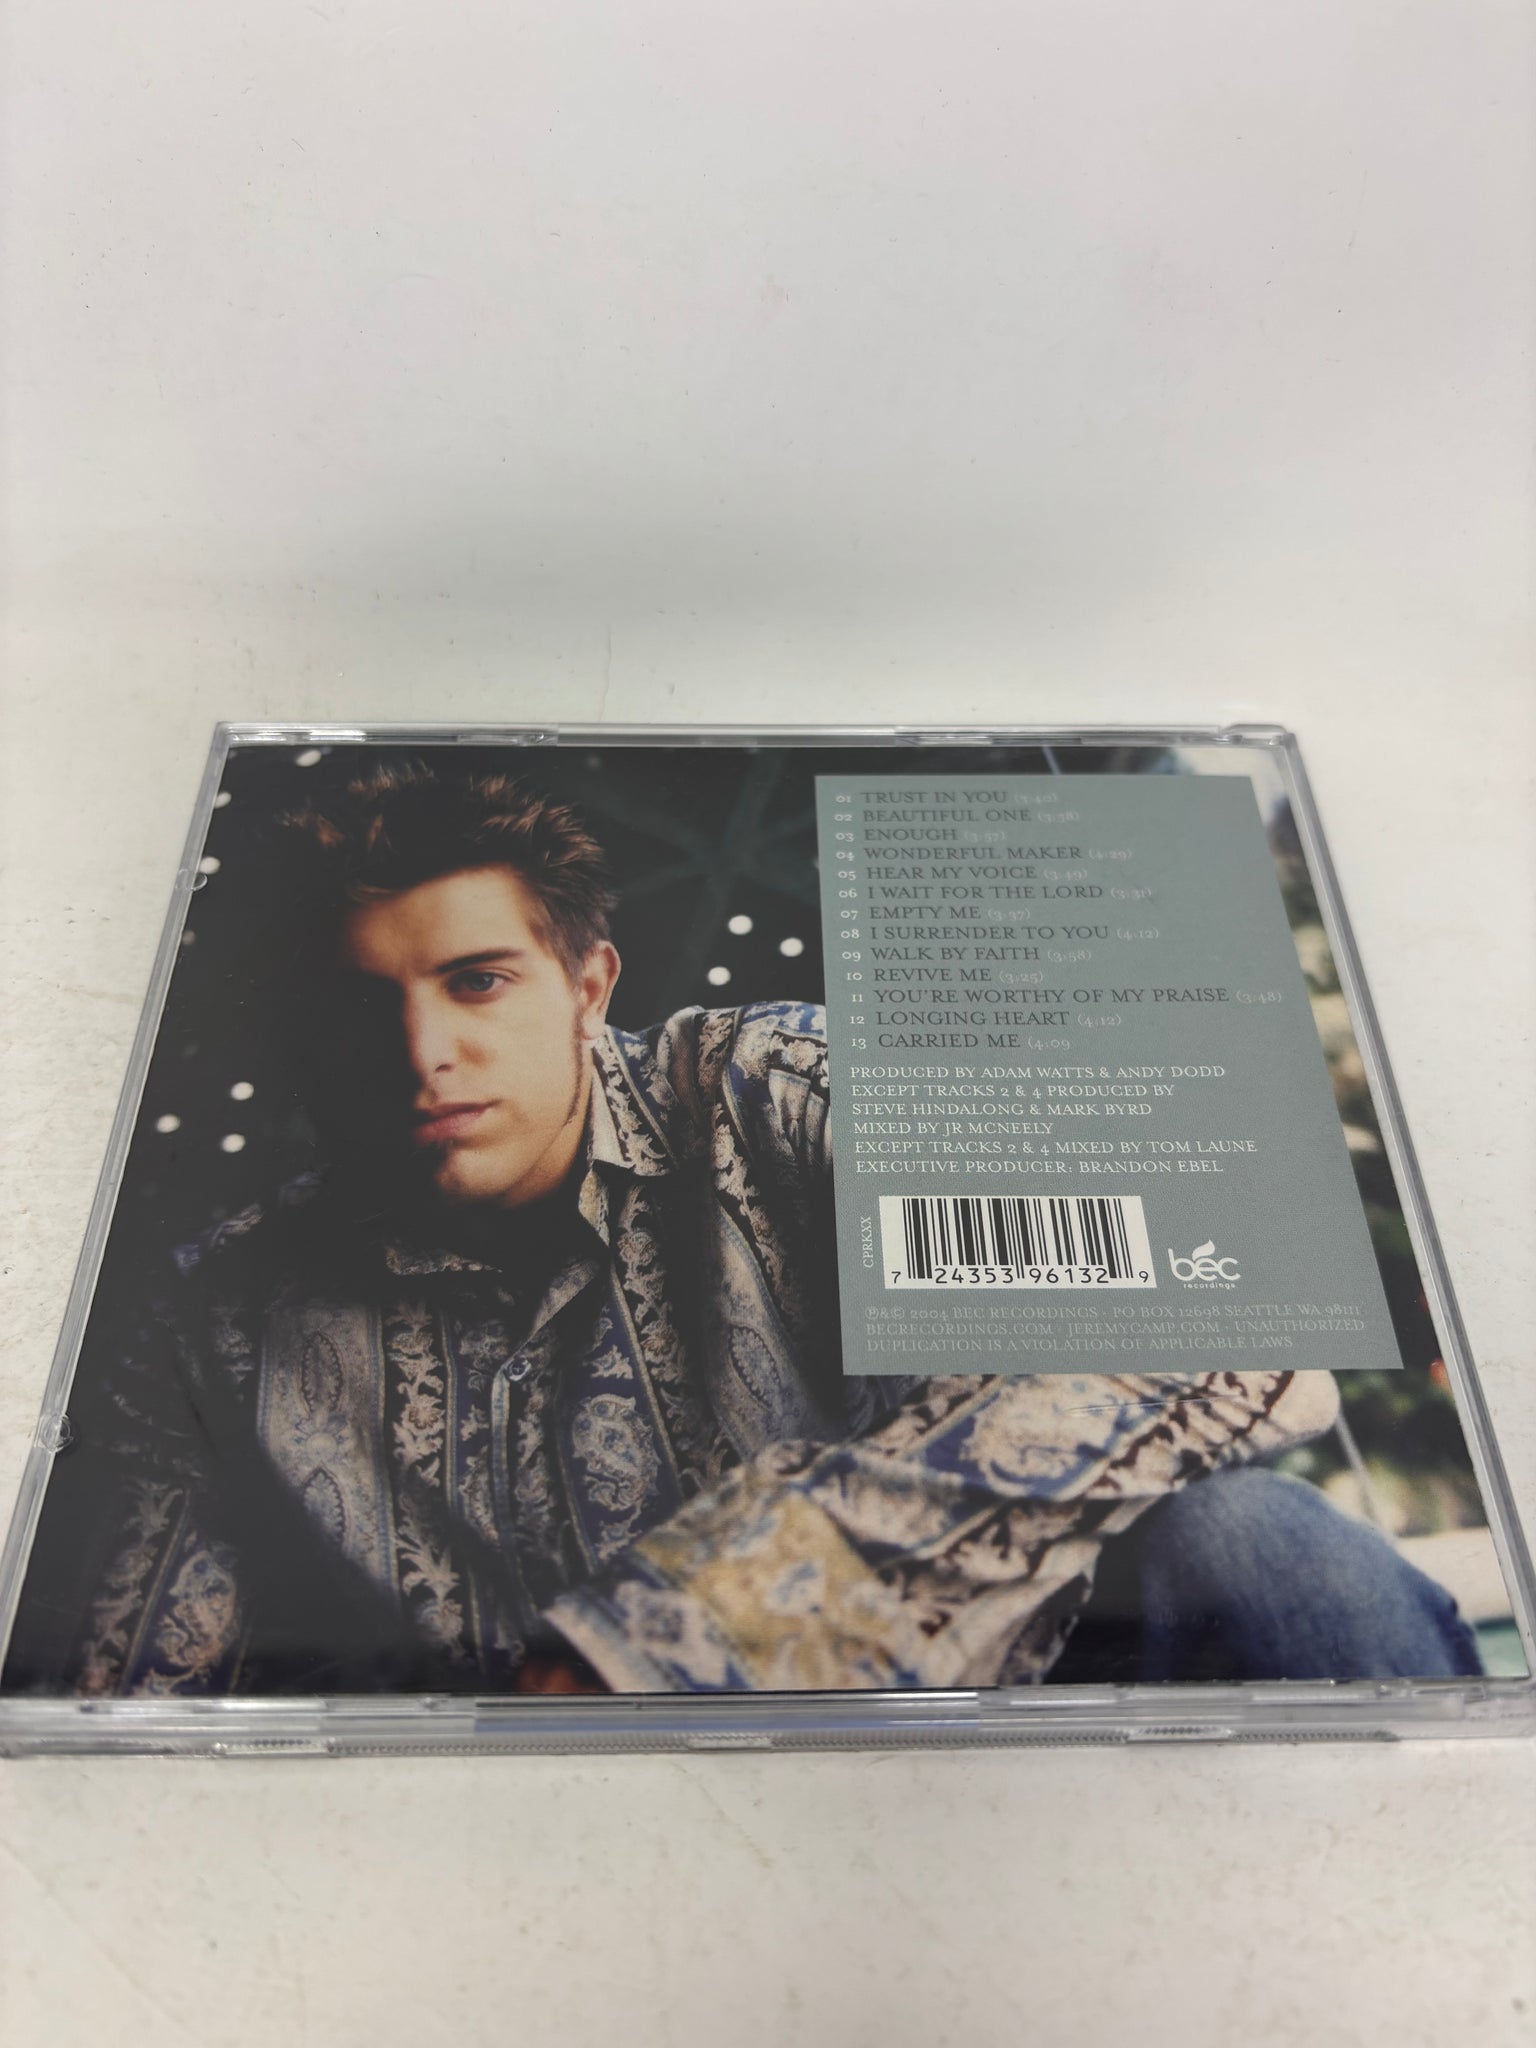 01 TRUST IN YOU (3:40)
02 BEAUTIFUL ONE (3:38)
03 ENOUGH (3:57)
04 WONDERFUL MAKER (4:29)
05 HEAR MY VOICE (3:49)
06 I WAIT FOR THE LORD (3:31)
07 EMPTY ME (3:37)
08 I SURRENDER TO YOU (4:12)
09 WALK BY FAITH (3:58)
10 REVIVE ME (3:25)
11 YOU'RE WORTHY OF MY PRAISE (3:48)
12 LONGING HEART (4:12)
13 CARRIED ME (4:09
PRODUCED BY ADAM WATTS & ANDY DODD
EXCEPT TRACKS 2 & 4 PRODUCED BY
STEVE HINDALONG & MARK BYRD
MIXED BY JR MCNEELY
EXCEPT TRACKS 2 & 4 MIXED BY TOM LAUNE
EXECUTIVE PRODUCER: BRANDON EBEL
CPRKXX
7 24353 96132 9
bec
recordings
℗&© 2004 BEC RECORDINGS · PO BOX 12698 SEATTLE WA 98111
BECRECORDINGS.COM · JEREMYCAMP.COM · UNAUTHORIZED
DUPLICATION IS A VIOLATION OF APPLICABLE LAWS